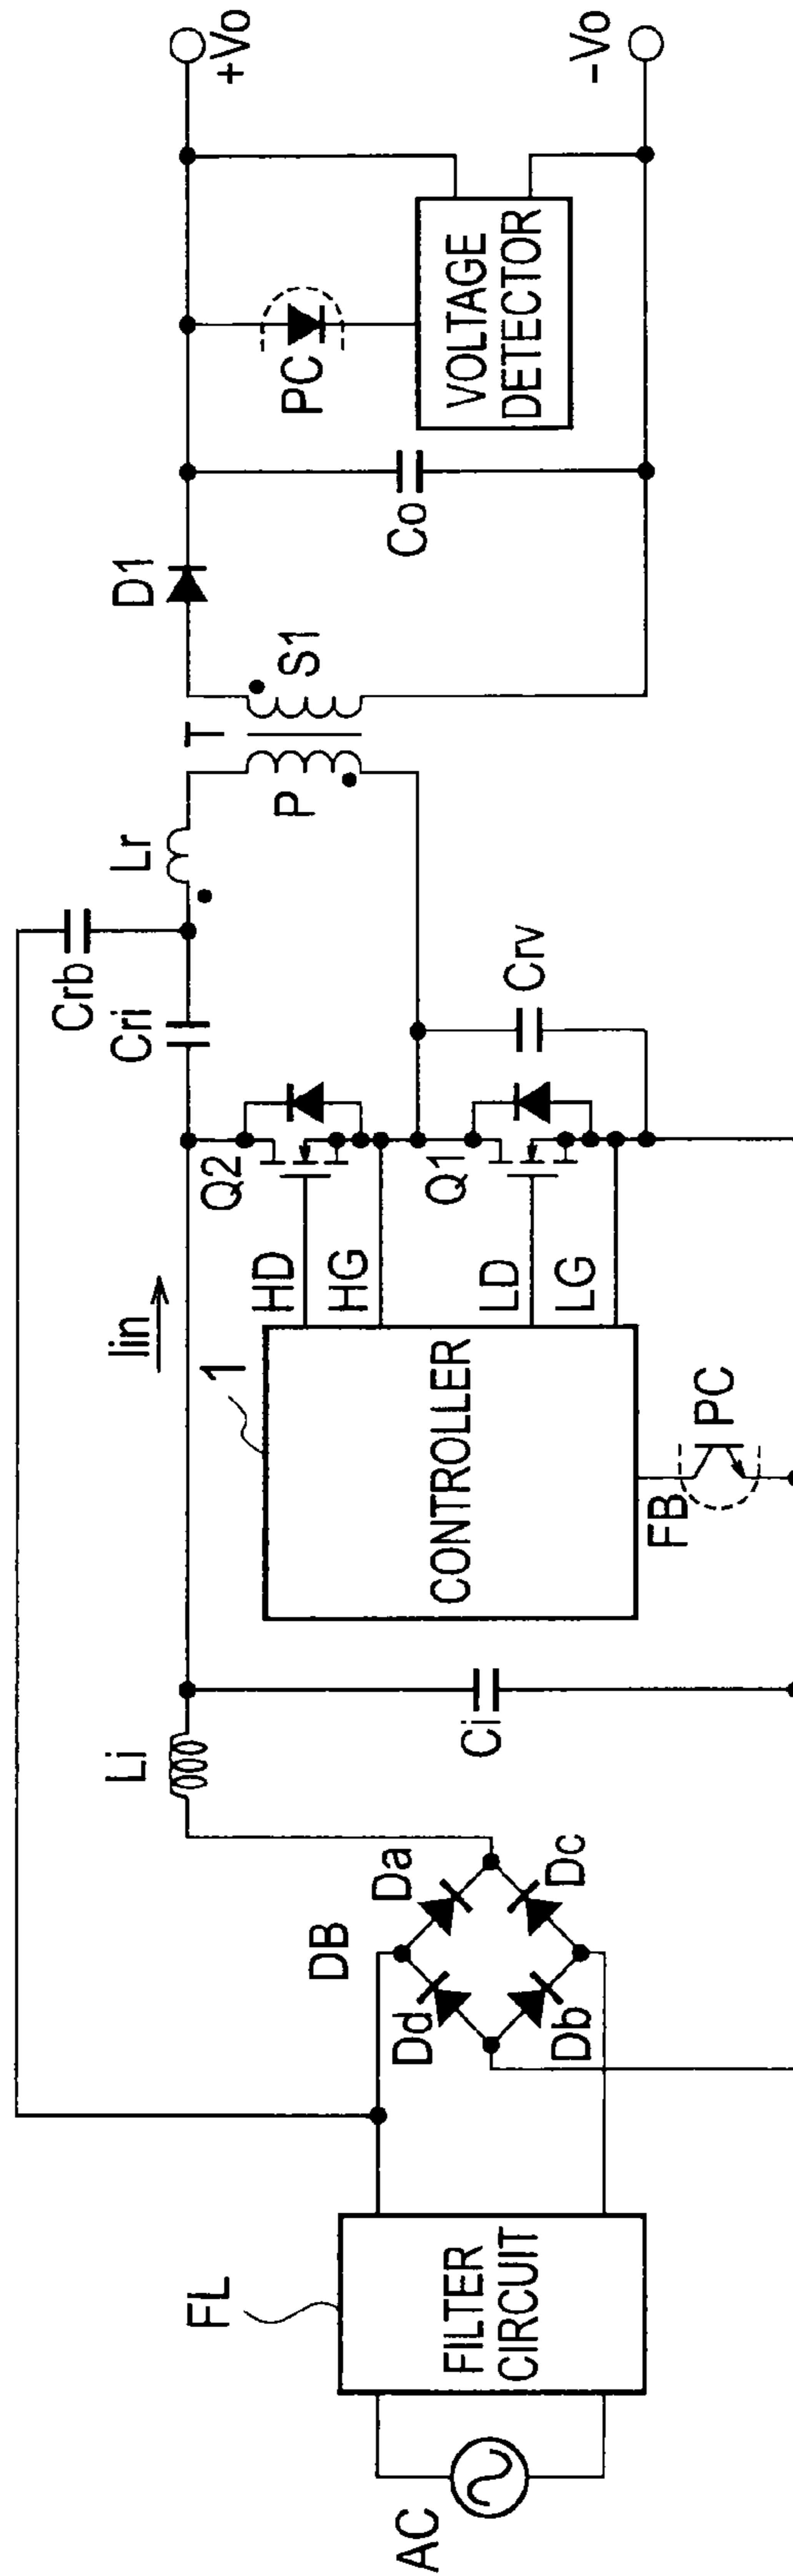 AC
FL
FILTER
CIRCUIT
DB
Da
Dd
Db
Dc
Li
Ci
Iin
1
CONTROLLER
HD
HG
LD
LG
FB
PC
Q2
Q1
Crb
Cri
Crv
Lr
T
P
S1
D1
Co
PC
VOLTAGE
DETECTOR
+Vo
-Vo